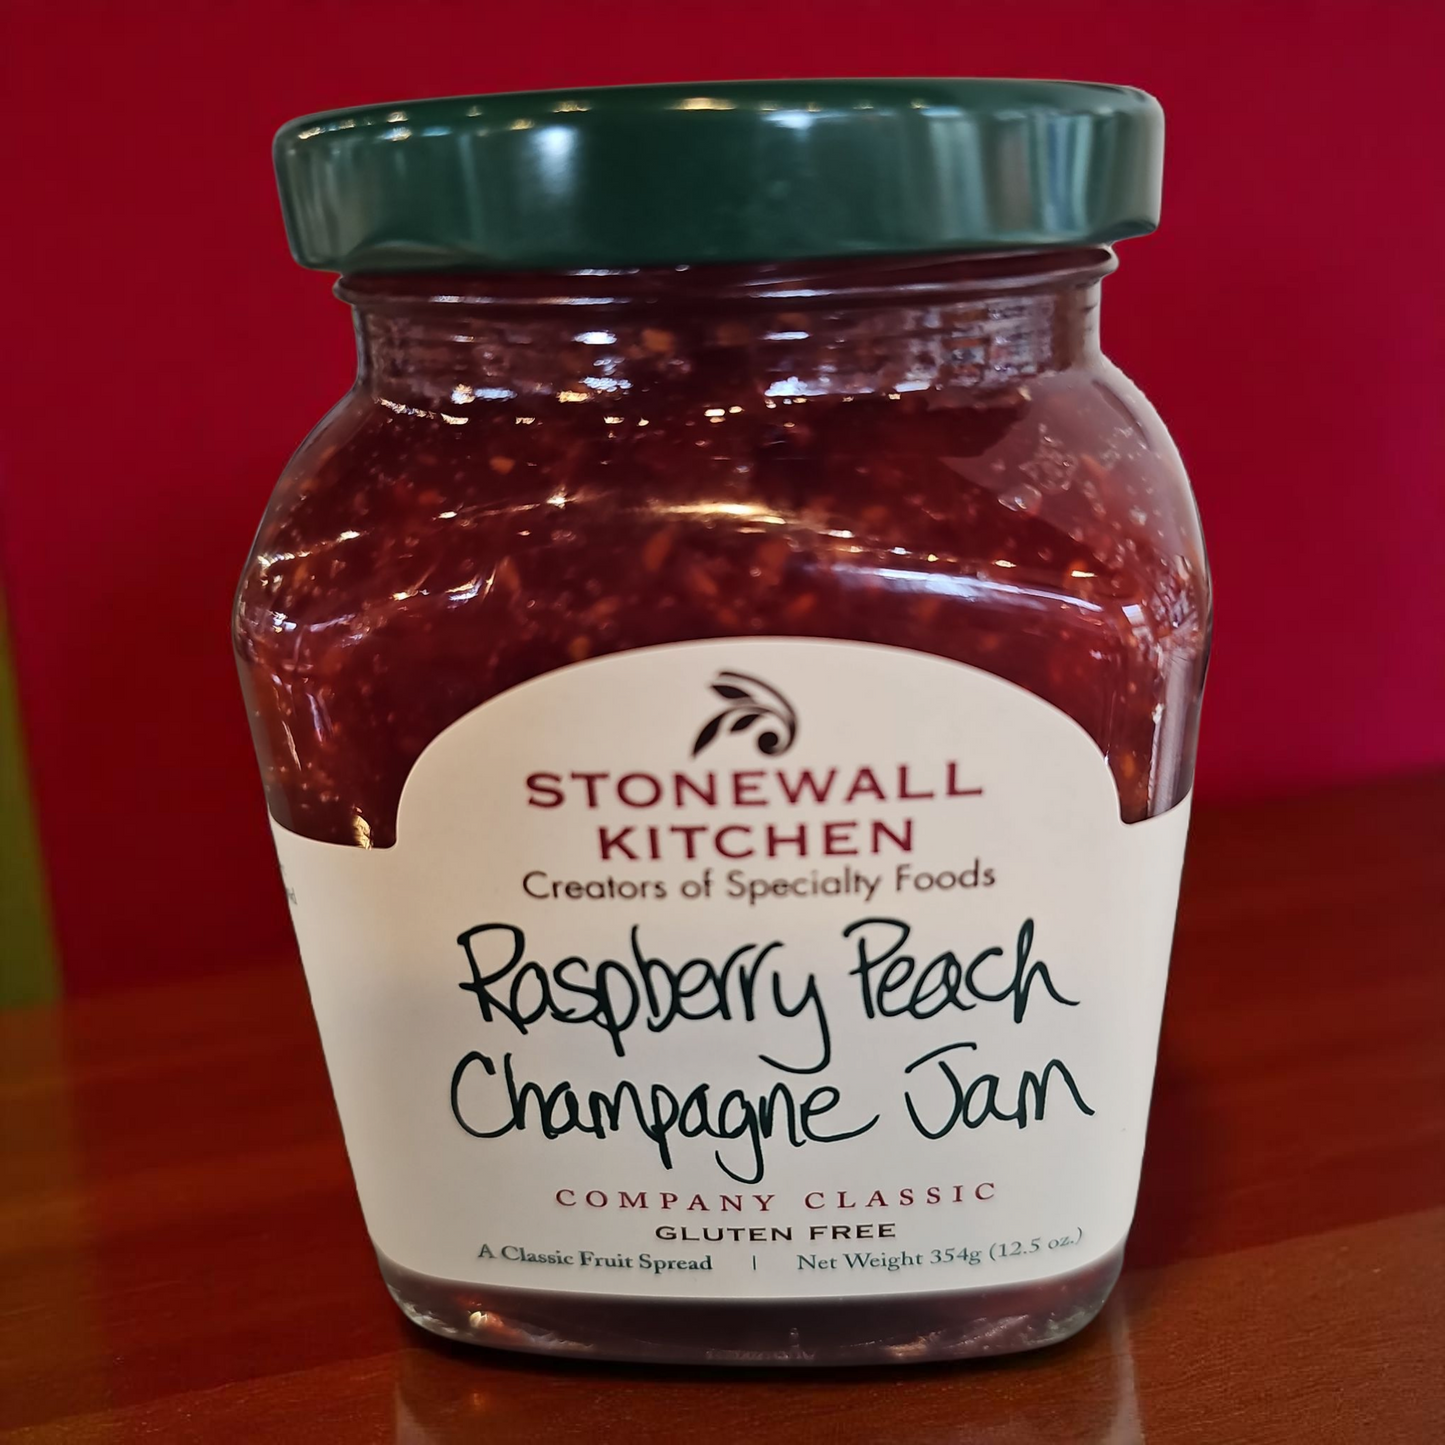 STONEWALL
KITCHEN
Creators of Specialty Foods
Raspberry Peach
Champagne Jam
COMPANY CLASSIC
GLUTEN FREE
A Classic Fruit Spread | Net Weight 354g (12.5 oz.)